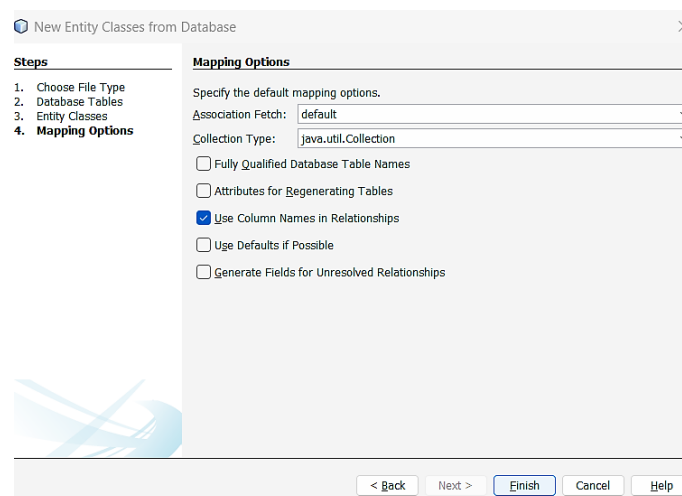 New Entity Classes from Database
Steps
1. Choose File Type
2. Database Tables
3. Entity Classes
4. Mapping Options
Mapping Options
Specify the default mapping options.
Association Fetch: default
Collection Type: java.util.Collection
Fully Qualified Database Table Names
Attributes for Regenerating Tables
Use Column Names in Relationships
Use Defaults if Possible
Generate Fields for Unresolved Relationships
< Back Next > Finish Cancel Help